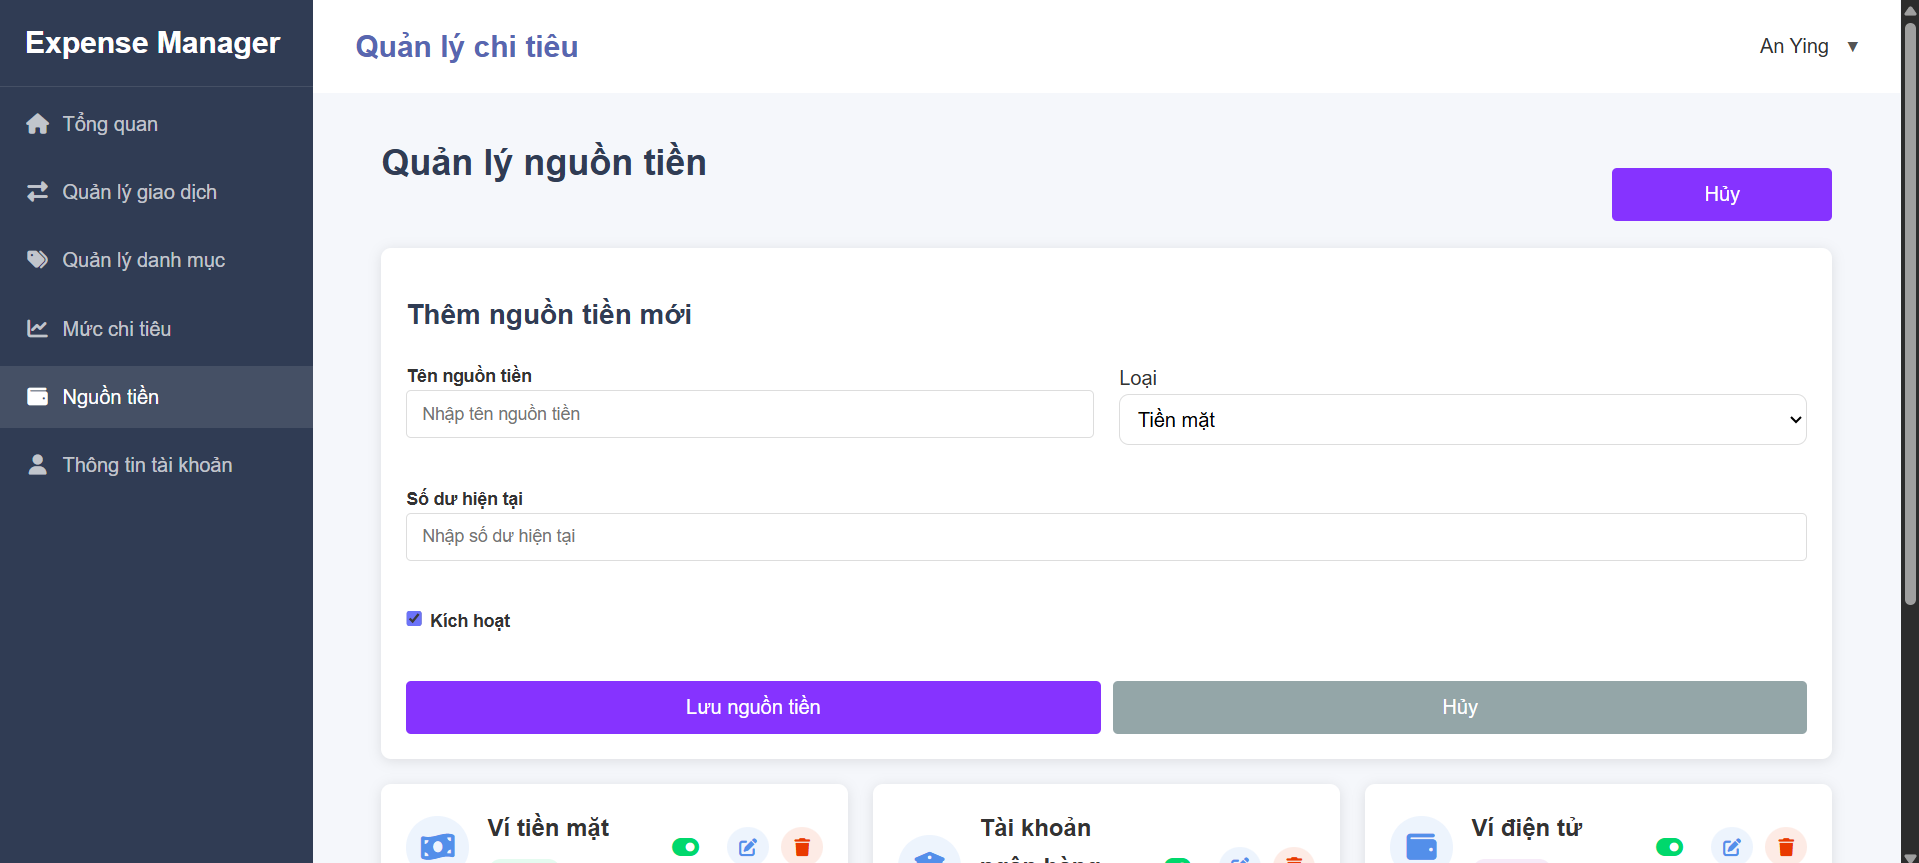 Expense Manager
Quản lý chi tiêu
An Ying ▼
Tổng quan
Quản lý giao dịch
Quản lý danh mục
Mức chi tiêu
Nguồn tiền
Thông tin tài khoản
Quản lý nguồn tiền
Hủy
Thêm nguồn tiền mới
Tên nguồn tiền
Nhập tên nguồn tiền
Loại
Tiền mặt
Số dư hiện tại
Nhập số dư hiện tại
Kích hoạt
Lưu nguồn tiền
Hủy
Ví tiền mặt
Tài khoản
ngân hàng
Ví điện tử